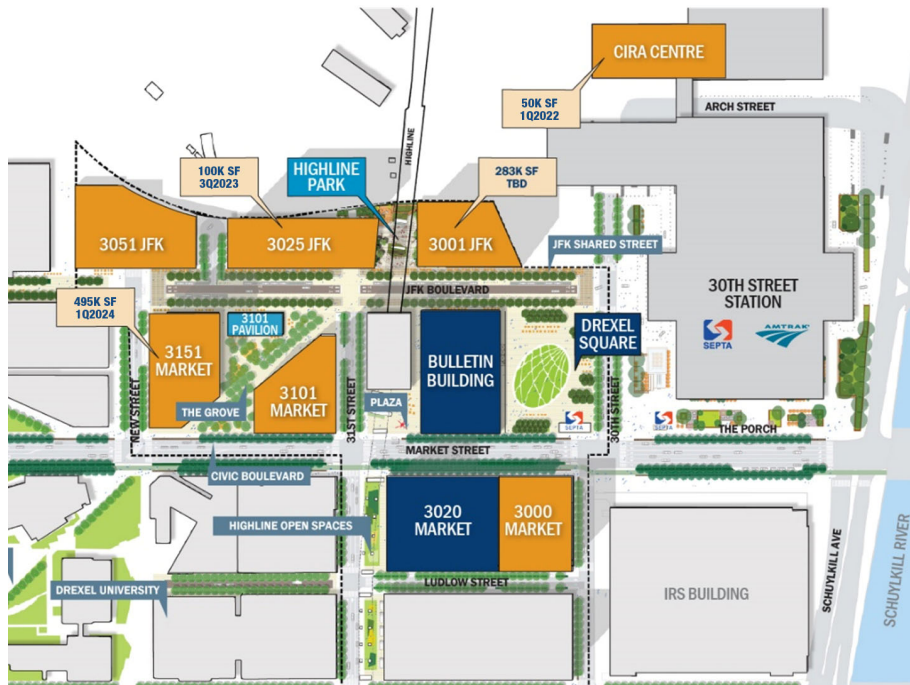 CIRA CENTRE
50K SF
1Q2022
ARCH STREET
HIGHLINE
100K SF
3Q2023
HIGHLINE
PARK
283K SF
TBD
3051 JFK
3025 JFK
3001 JFK
JFK SHARED STREET
JFK BOULEVARD
30TH STREET
STATION
SEPTA
AMTRAK
495K SF
1Q2024
3101
PAVILION
3151
MARKET
3101
MARKET
THE GROVE
NEW STREET
31ST STREET
PLAZA
BULLETIN
BUILDING
DREXEL
SQUARE
SEPTA
30TH STREET
THE PORCH
MARKET STREET
CIVIC BOULEVARD
HIGHLINE OPEN SPACES
3020
MARKET
3000
MARKET
LUDLOW STREET
DREXEL UNIVERSITY
IRS BUILDING
SCHUYLKILL AVE
SCHUYLKILL RIVER